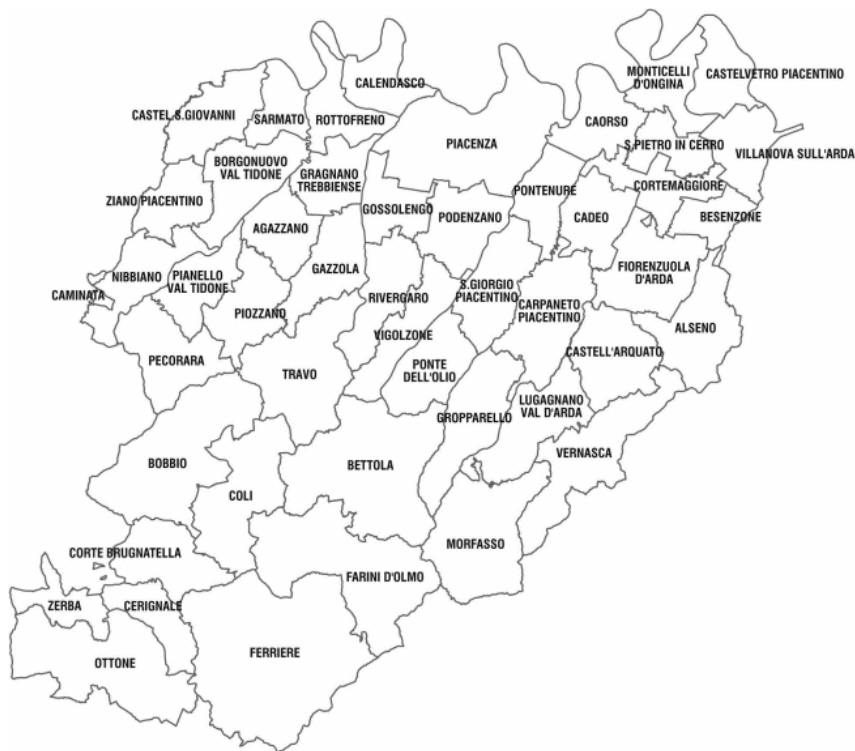 CALENDASCO
MONTICELLI
D'ONGINA
CASTELVETRO PIACENTINO
CASTEL S.GIOVANNI
SARMATO
ROTTOFRENO
CAORSO
PIACENZA
S.PIETRO IN CERRO
VILLANOVA SULL'ARDA
BORGONUOVO
VAL TIDONE
GRAGNANO
TREBBIENSE
ZIANO PIACENTINO
GOSSOLENGO
PODENZANO
PONTENURE
CADEO
CORTEMAGGIORE
BESENZONE
AGAZZANO
NIBBIANO
PIANELLO
VAL TIDONE
GAZZOLA
FIORENZUOLA
D'ARDA
CAMINATA
RIVERGARO
S.GIORGIO
PIACENTINO
CARPANETO
PIACENTINO
PIOZZANO
ALSENO
VIGOLZONE
CASTELL'ARQUATO
PECORARA
TRAVO
PONTE
DELL'OLIO
LUGAGNANO
VAL D'ARDA
GROPPARELLO
VERNASCA
BOBBIO
BETTOLA
COLI
MORFASSO
CORTE BRUGNATELLA
FARINI D'OLMO
ZERBA
CERIGNALE
FERRIERE
OTTONE